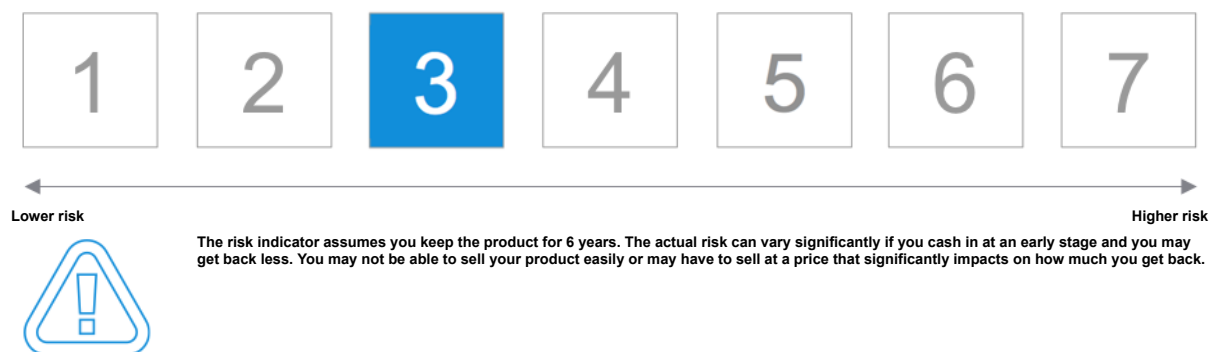 1 2 3 4 5 6 7
Lower risk Higher risk
The risk indicator assumes you keep the product for 6 years. The actual risk can vary significantly if you cash in at an early stage and you may
get back less. You may not be able to sell your product easily or may have to sell at a price that significantly impacts on how much you get back.